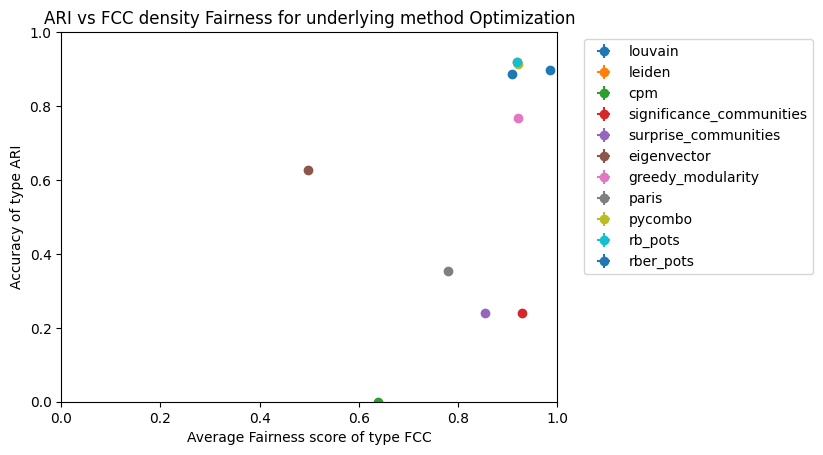 ARI vs FCC density Fairness for underlying method Optimization
1.0
0.8
0.6
0.4
0.2
0.0
Accuracy of type ARI
0.0 0.2 0.4 0.6 0.8 1.0
Average Fairness score of type FCC
louvain
leiden
cpm
significance_communities
surprise_communities
eigenvector
greedy_modularity
paris
pycombo
rb_pots
rber_pots